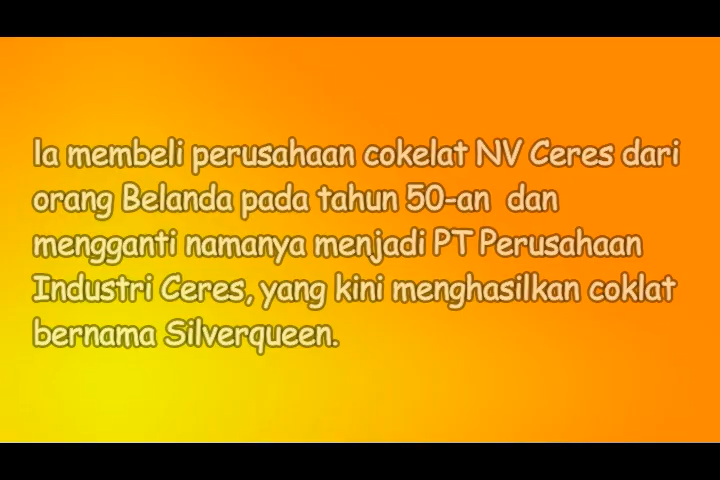 Ia membeli perusahaan cokelat NV Ceres dari
orang Belanda pada tahun 50-an dan
mengganti namanya menjadi PT Perusahaan
Industri Ceres, yang kini menghasilkan coklat
bernama Silverqueen.